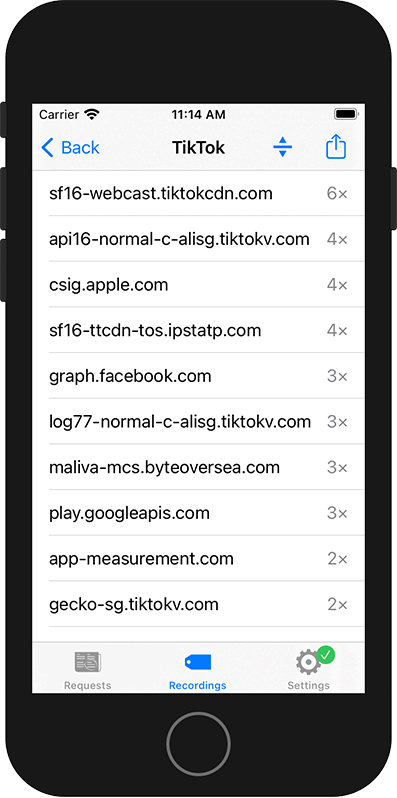 Carrier 11:14 AM
Back TikTok
sf16-webcast.tiktokcdn.com 6×
api16-normal-c-alisg.tiktokv.com 4×
csig.apple.com 4×
sf16-ttcdn-tos.ipstatp.com 4×
graph.facebook.com 3×
log77-normal-c-alisg.tiktokv.com 3×
maliva-mcs.byteoversea.com 3×
play.googleapis.com 3×
app-measurement.com 2×
gecko-sg.tiktokv.com 2×
Requests Recordings Settings